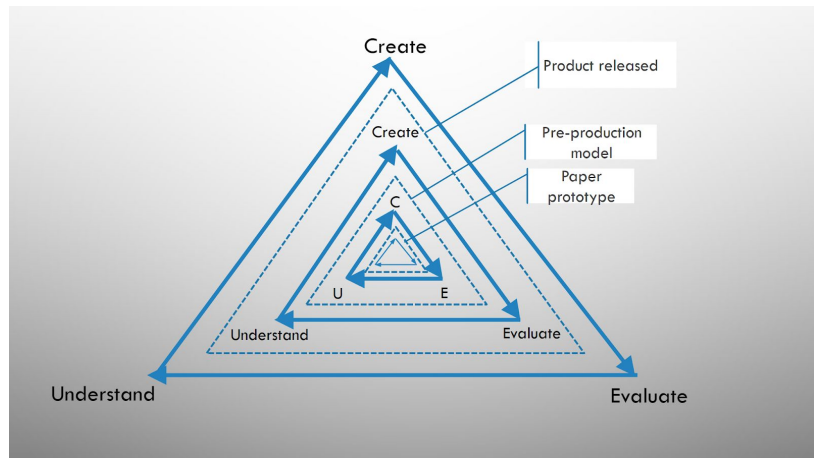 Create
Product released
Create
Pre-production
model
Paper
prototype
C
U
E
Understand
Evaluate
Understand
Evaluate